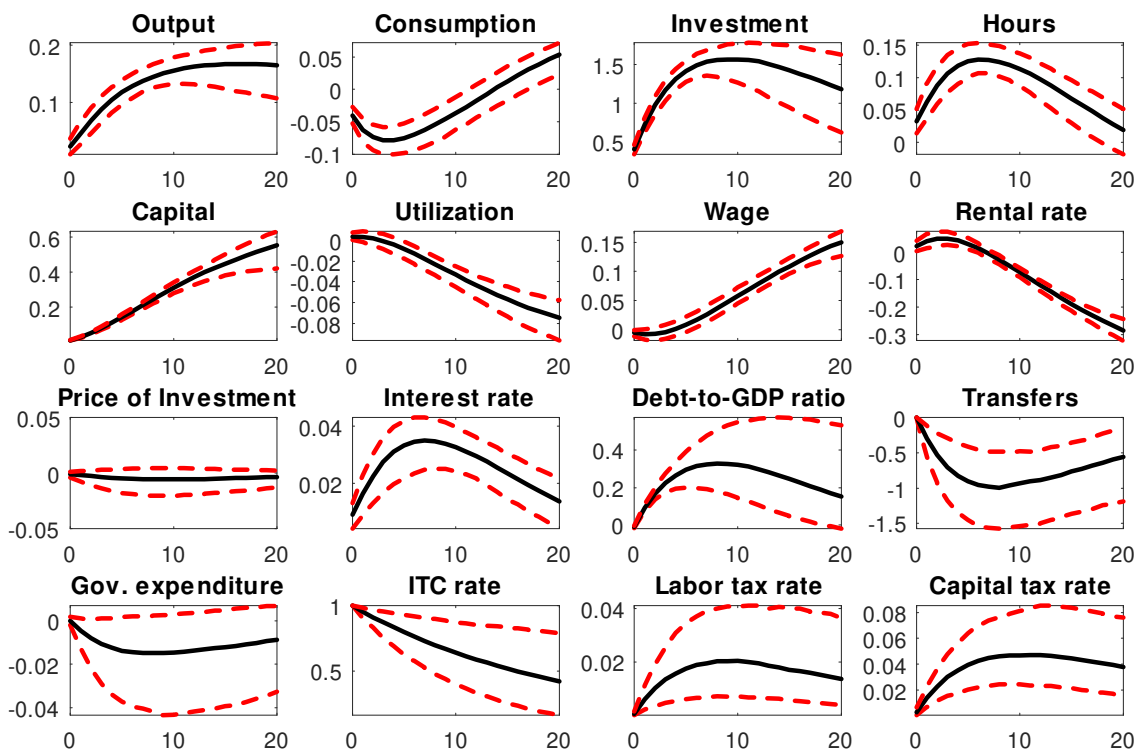 Output Consumption Investment Hours
0.2
0.1
0 10 20
0.05
0
-0.05
-0.1
0 10 20
1.5
1
0.5
0 10 20
0.15
0.1
0.05
0
0 10 20
Capital Utilization Wage Rental rate
0.6
0.4
0.2
0 10 20
0
-0.02
-0.04
-0.06
-0.08
0 10 20
0.15
0.1
0.05
0
0 10 20
0
-0.1
-0.2
-0.3
0 10 20
Price of Investment Interest rate Debt-to-GDP ratio Transfers
0.05
0
-0.05
0 10 20
0.04
0.02
0 10 20
0.4
0.2
0
0 10 20
0
-0.5
-1
-1.5
0 10 20
Gov. expenditure ITC rate Labor tax rate Capital tax rate
0
-0.02
-0.04
0 10 20
1
0.5
0 10 20
0.04
0.02
0 10 20
0.08
0.06
0.04
0.02
0 10 20